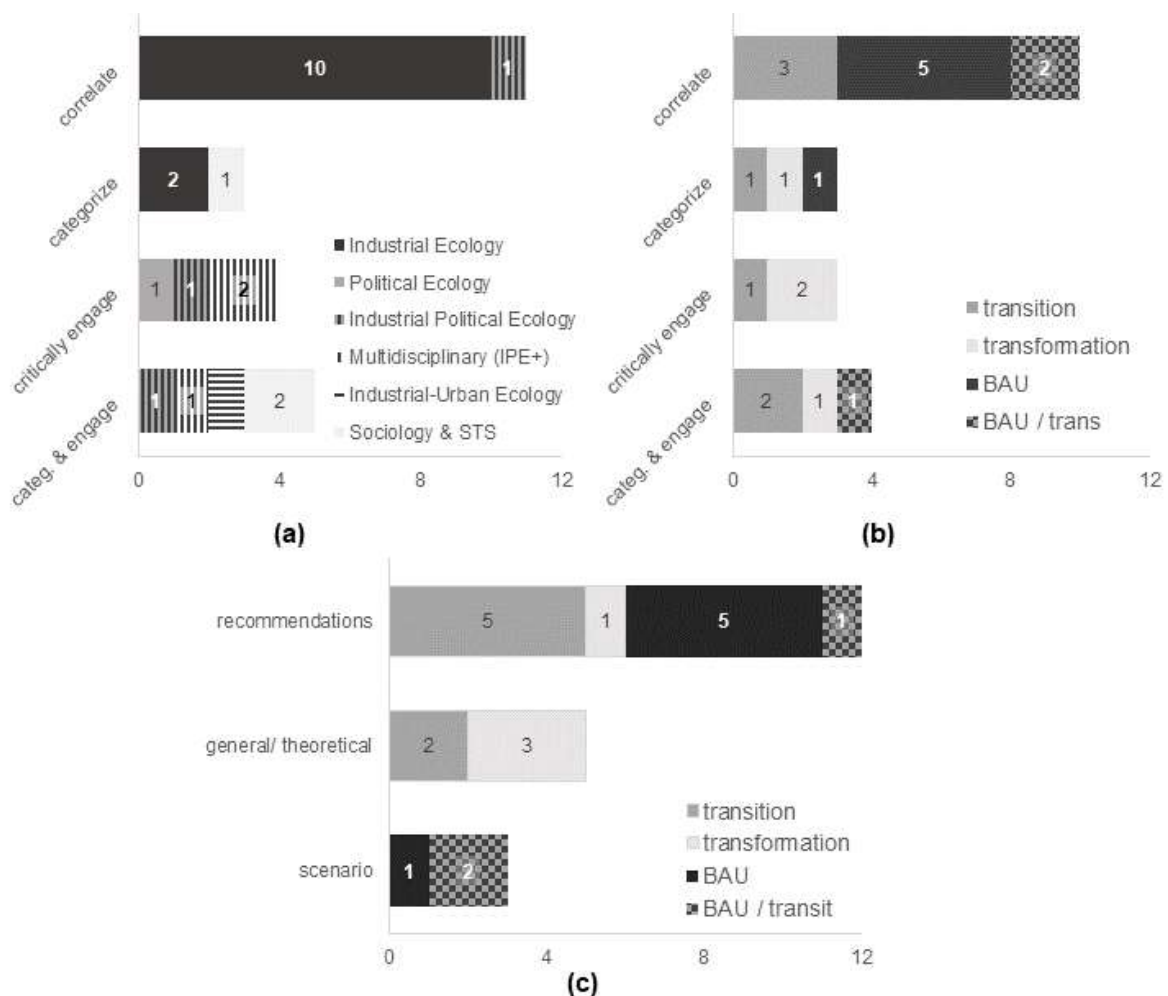 correlate
10
1
categorize
2
1
critically engage
1
1
2
categ. & engage
1
1
2
Industrial Ecology
Political Ecology
Industrial Political Ecology
Multidisciplinary (IPE+)
Industrial-Urban Ecology
Sociology & STS
0
4
8
12
(a)
correlate
3
5
2
categorize
1
1
1
critically engage
1
2
categ. & engage
2
1
1
transition
transformation
BAU
BAU / trans
0
4
8
12
(b)
recommendations
5
1
5
1
general/ theoretical
2
3
scenario
1
2
transition
transformation
BAU
BAU / transit
0
4
8
12
(c)